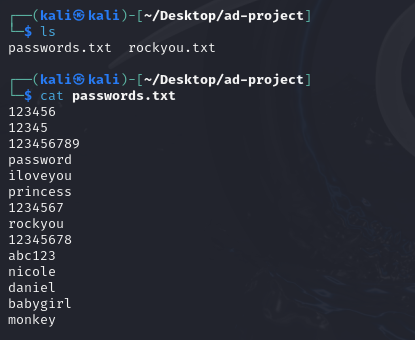 ┌──(kali㉿kali)-[~/Desktop/ad-project]
└─$ ls
passwords.txt  rockyou.txt
┌──(kali㉿kali)-[~/Desktop/ad-project]
└─$ cat passwords.txt
123456
12345
123456789
password
iloveyou
princess
1234567
rockyou
12345678
abc123
nicole
daniel
babygirl
monkey